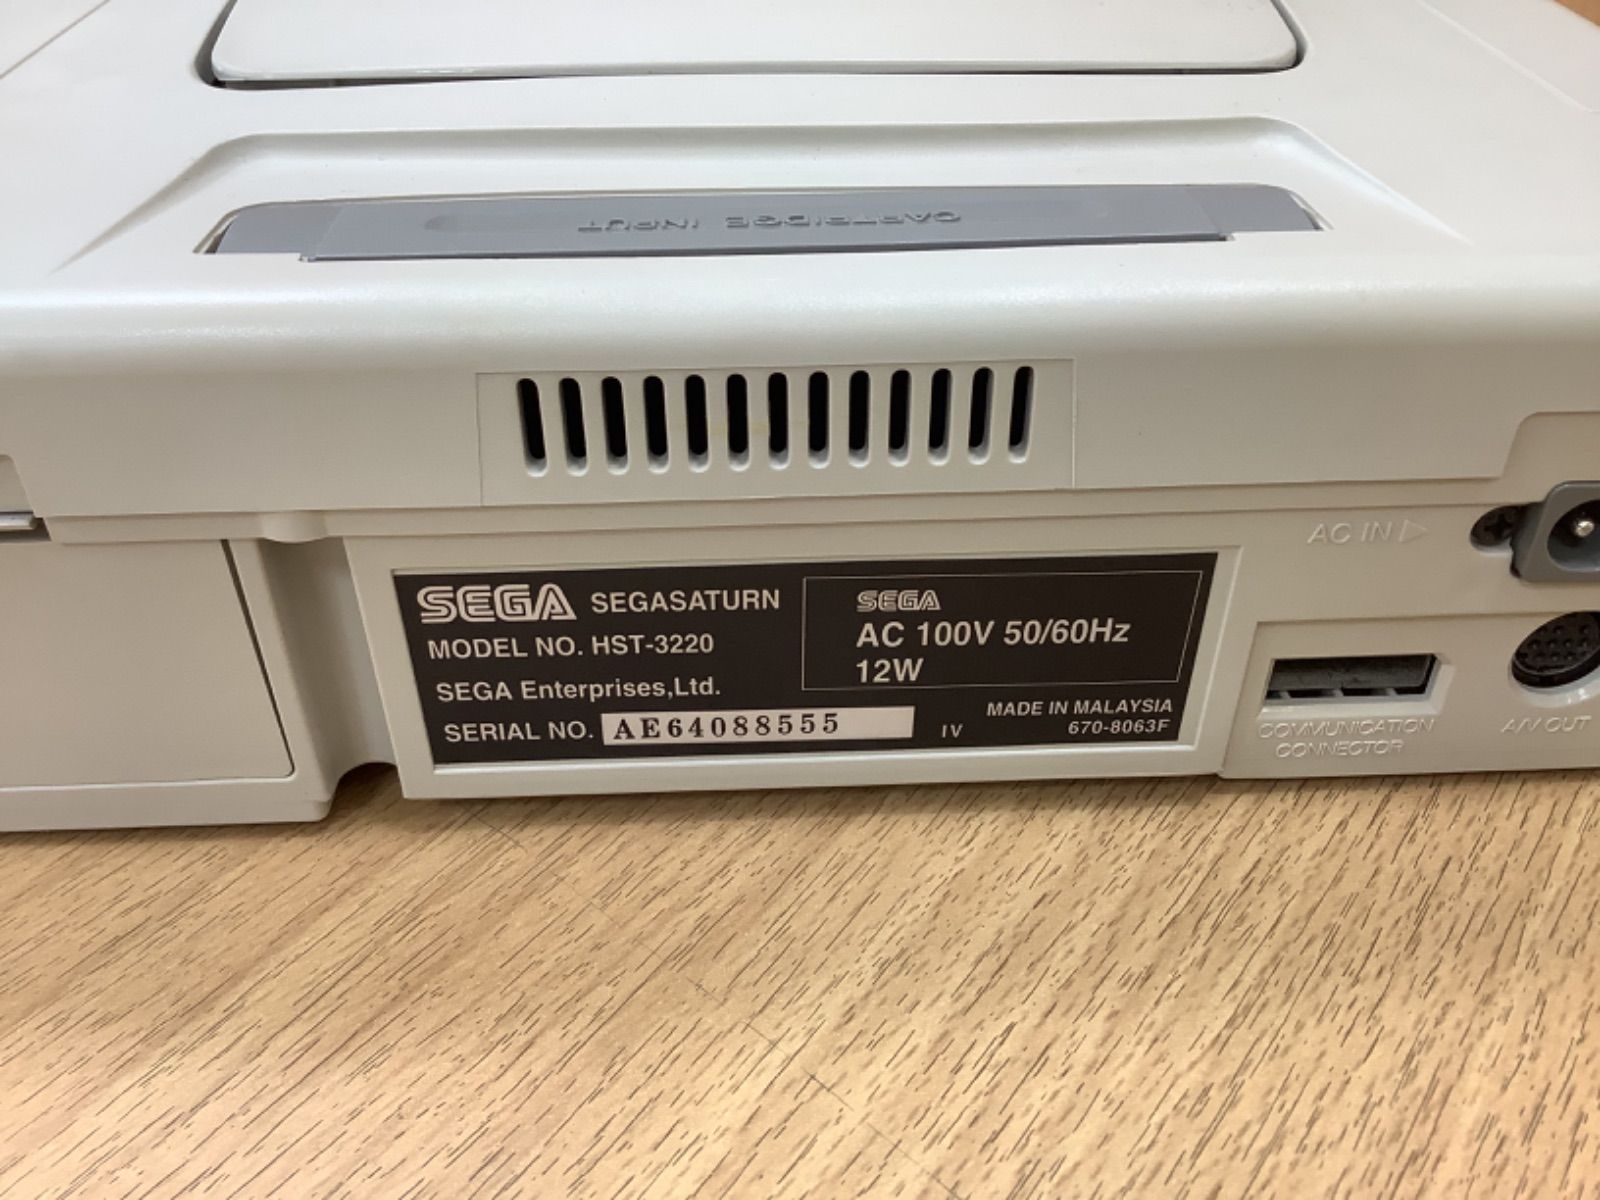 CARTRIDGE INPUT
AC IN
SEGA SEGASATURN
MODEL NO. HST-3220
SEGA Enterprises,Ltd.
SERIAL NO. AE64088555
IV
SEGA
AC 100V 50/60Hz
12W
MADE IN MALAYSIA
670-8063F
COMMUNICATION
CONNECTOR
A/V OUT